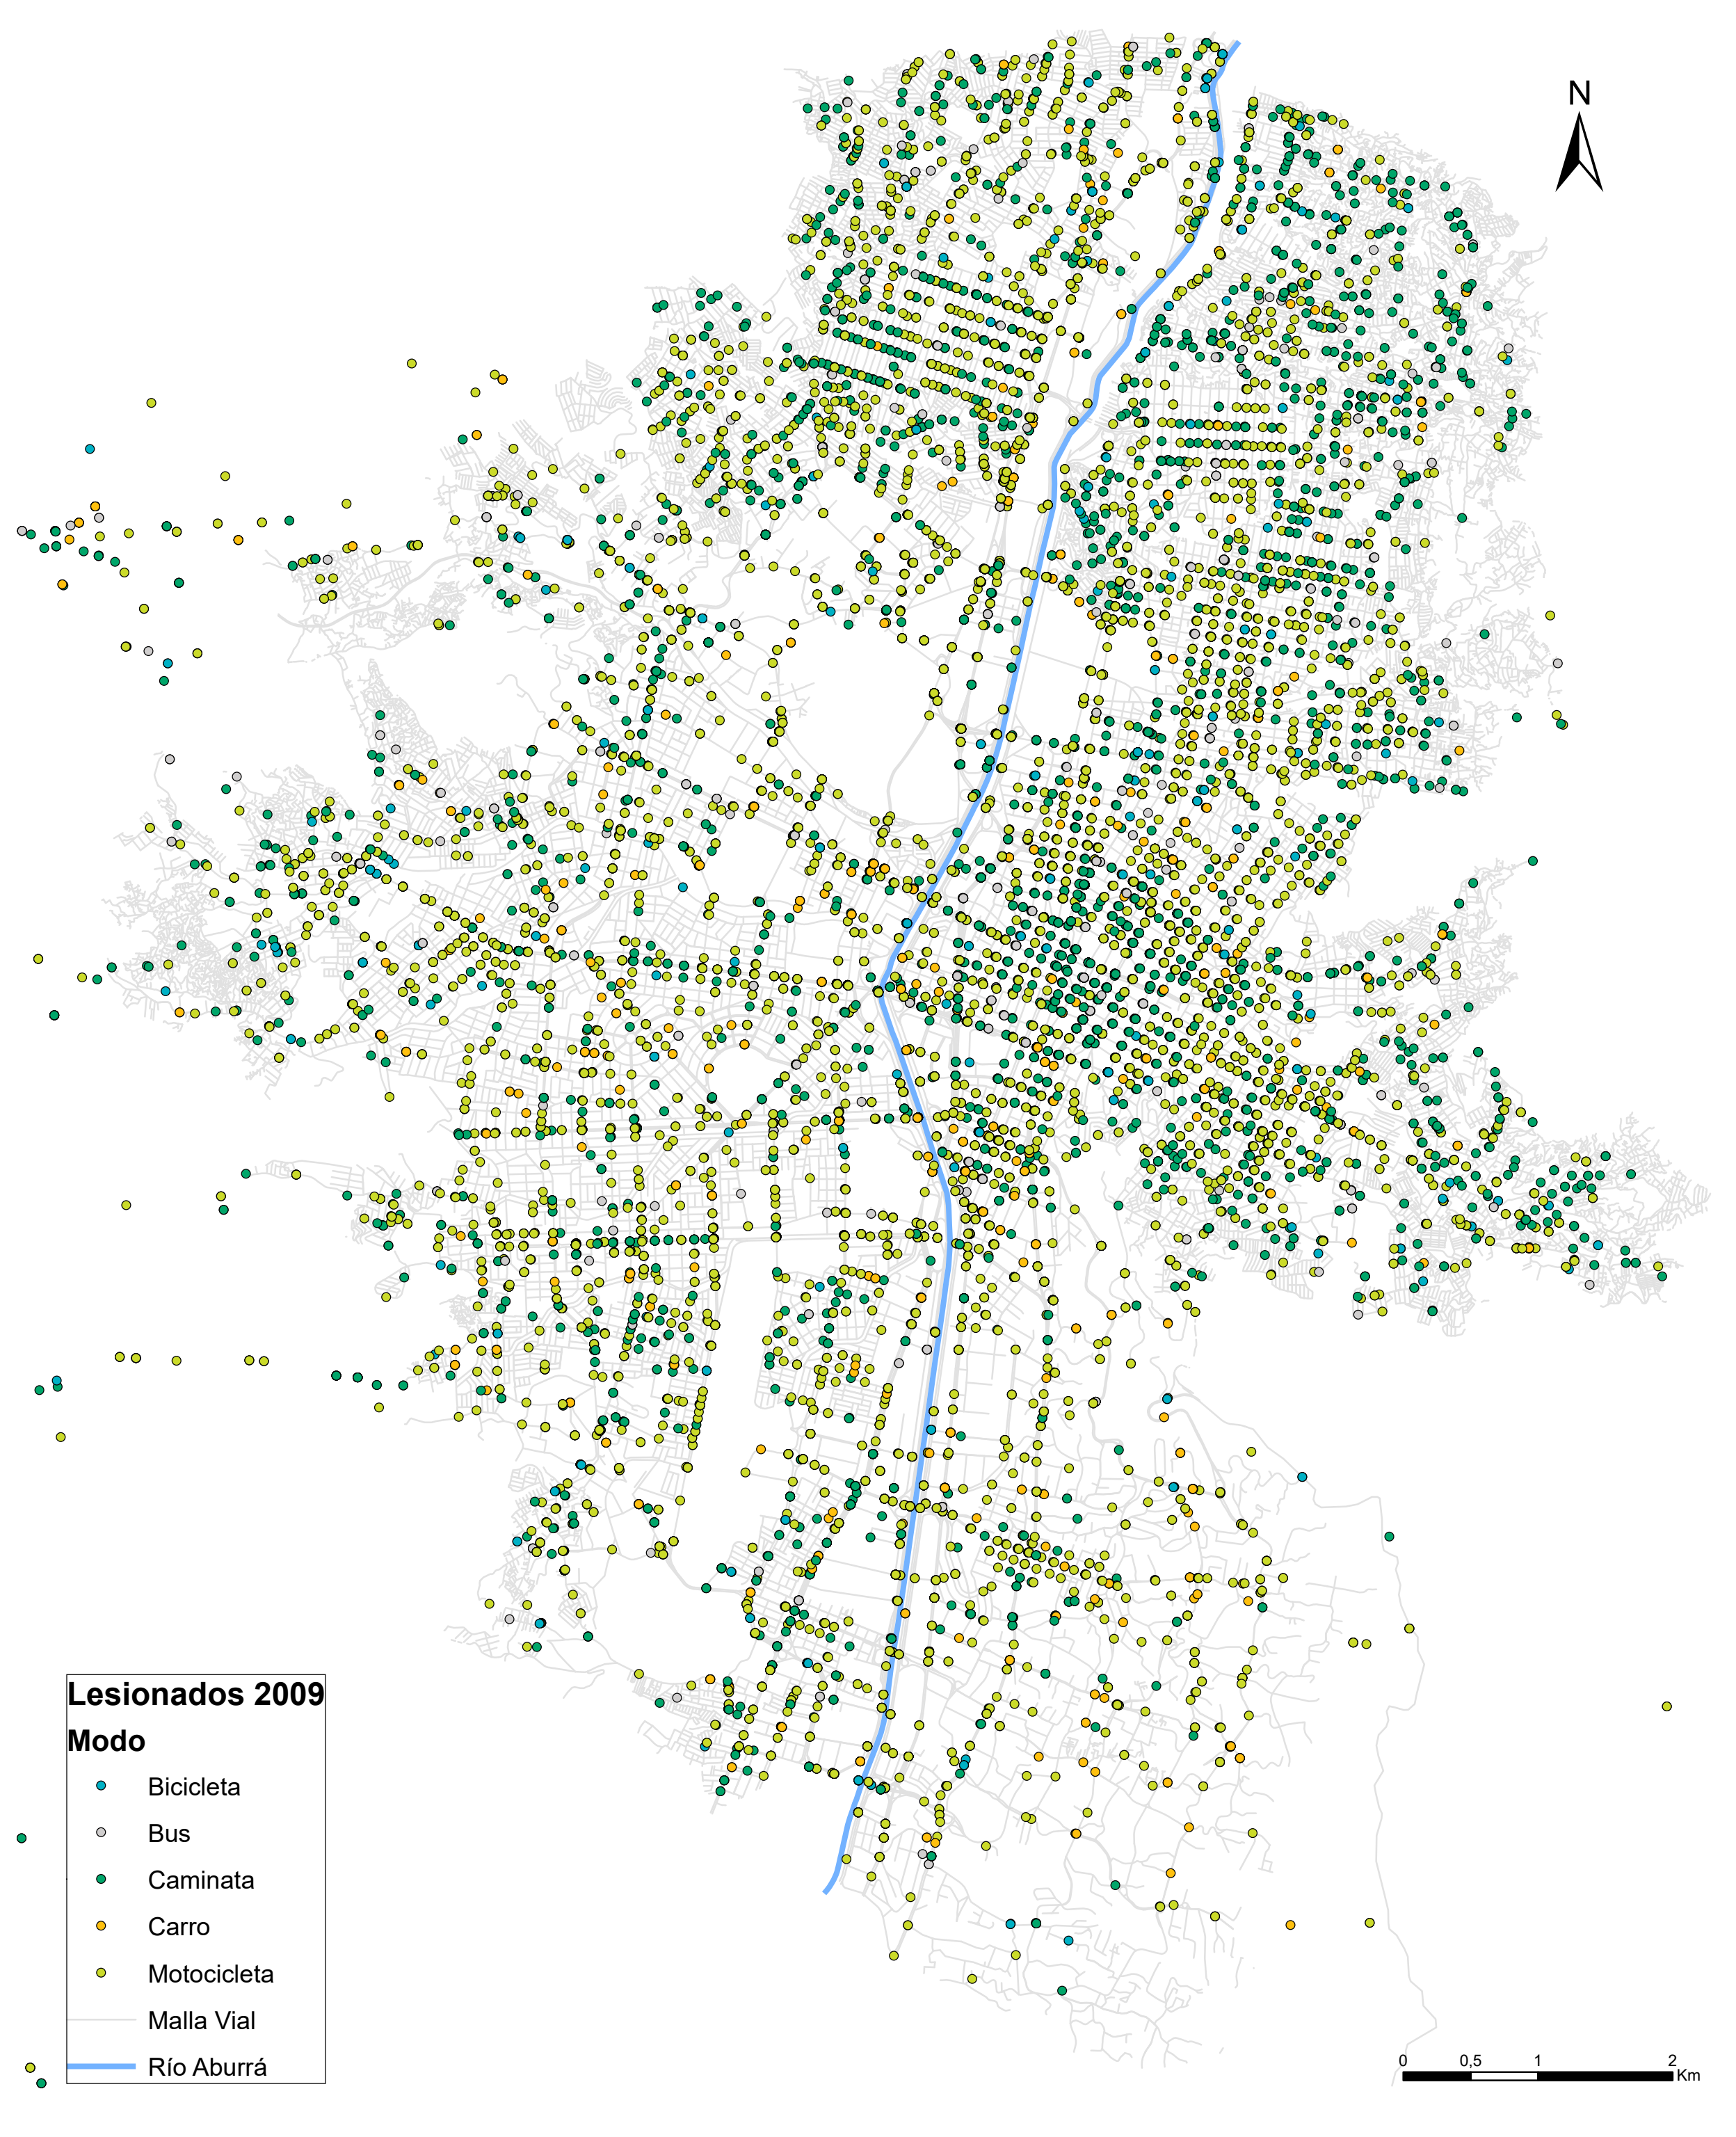 N
Lesionados 2009
Modo
Bicicleta
Bus
Caminata
Carro
Motocicleta
Malla Vial
Río Aburrá
0 0,5 1 2
Km